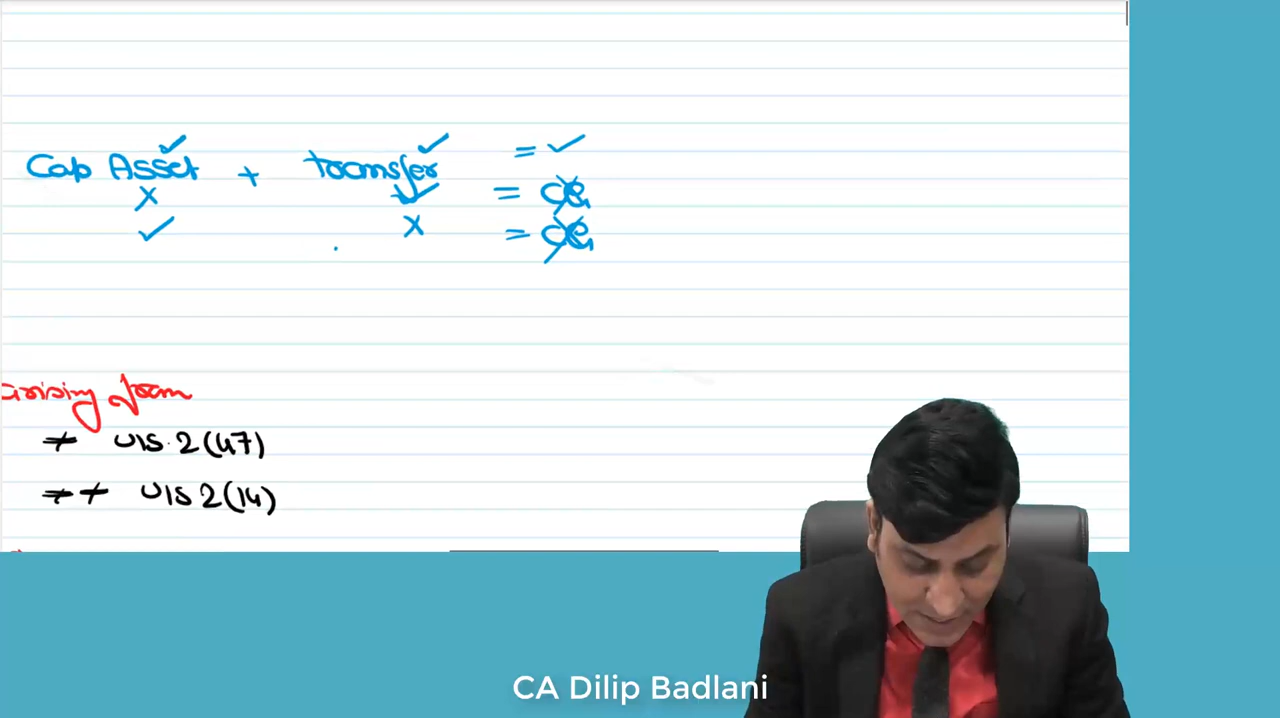 Cap Asset ✓ + transfer ✓ = ✓
× ✓ = CG
✓ × = CG
arising from
* U/S 2(47)
** U/S 2(14)
CA Dilip Badlani